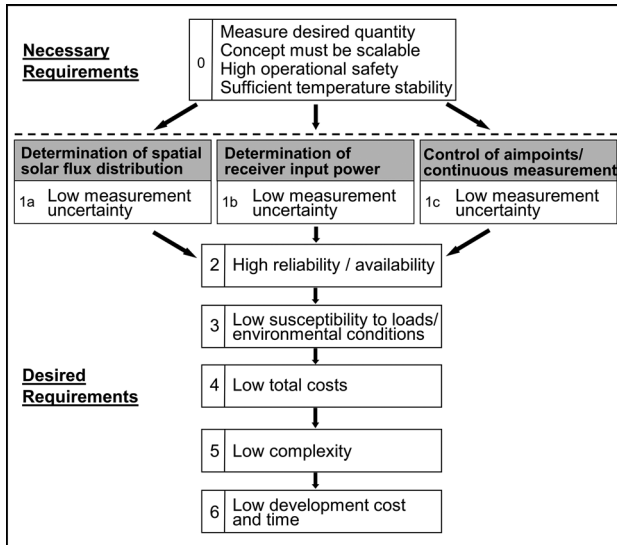 Necessary
Requirements
0
Measure desired quantity
Concept must be scalable
High operational safety
Sufficient temperature stability
Determination of spatial
solar flux distribution
1a
Low measurement
uncertainty
Determination of
receiver input power
1b
Low measurement
uncertainty
Control of aimpoints/
continuous measurement
1c
Low measurement
uncertainty
2
High reliability / availability
3
Low susceptibility to loads/
environmental conditions
Desired
Requirements
4
Low total costs
5
Low complexity
6
Low development cost
and time